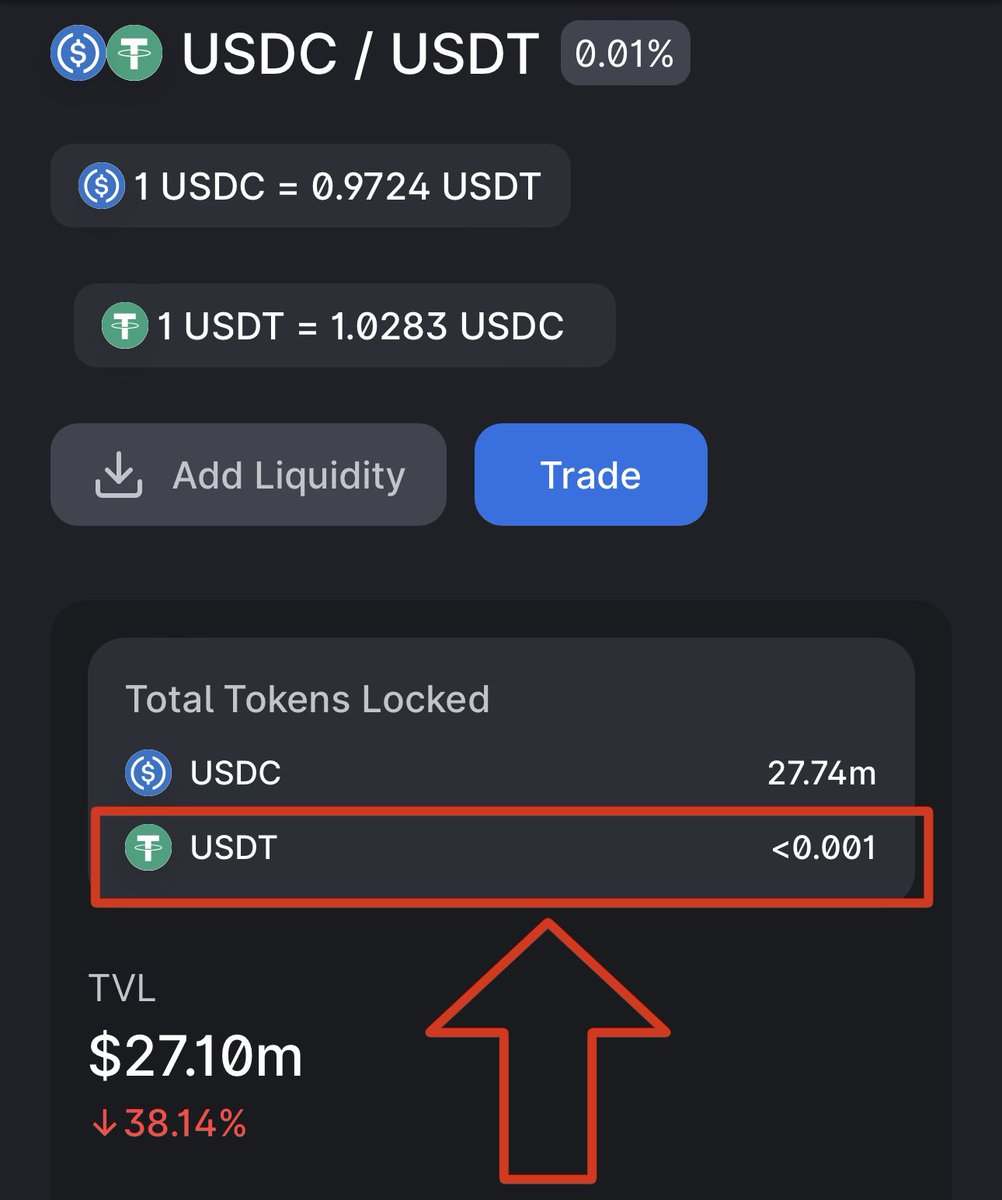 USDC / USDT 0.01%
1 USDC = 0.9724 USDT
1 USDT = 1.0283 USDC
Add Liquidity Trade
Total Tokens Locked
USDC 27.74m
USDT <0.001
TVL
$27.10m
↓38.14%